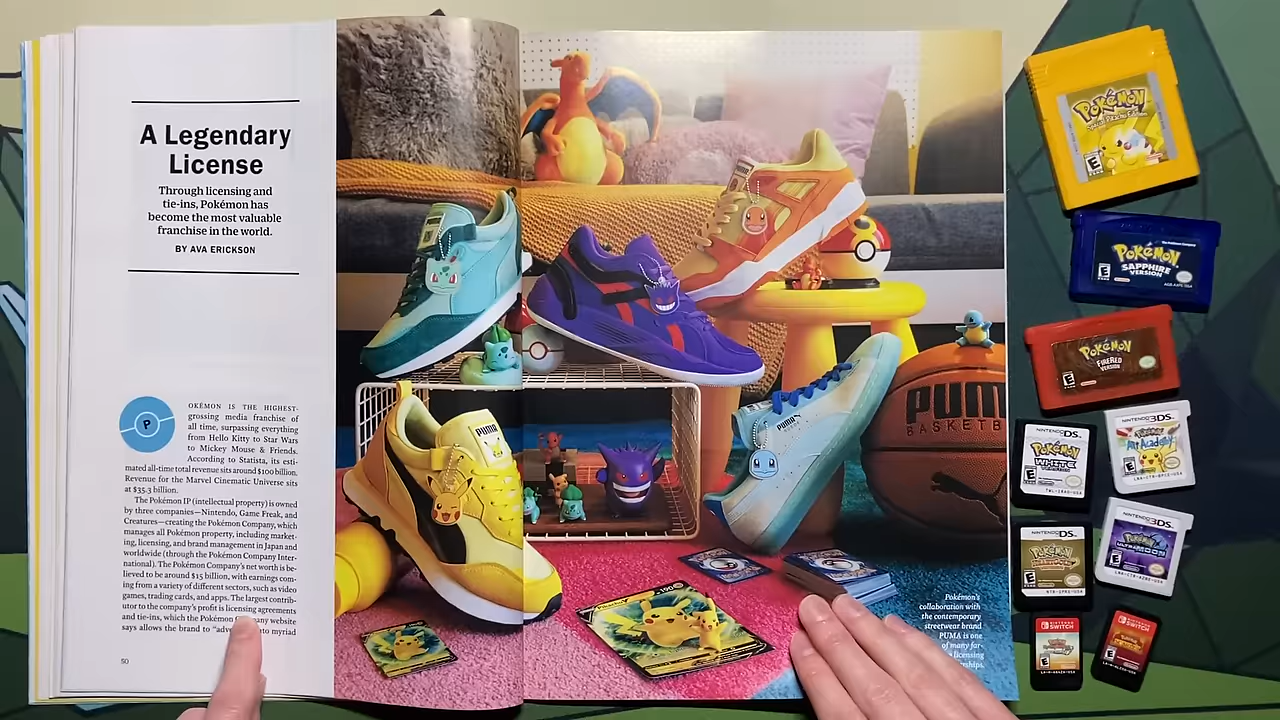 A Legendary
License
Through licensing and
tie-ins, Pokémon has
become the most valuable
franchise in the world.
BY AVA ERICKSON
P
OKÉMON IS THE HIGHEST-
grossing media franchise of
all time, surpassing everything
from Hello Kitty to Star Wars
to Mickey Mouse & Friends.
According to Statista, its esti-
mated all-time total revenue sits around $100 billion.
Revenue for the Marvel Cinematic Universe sits
at $35.3 billion.
The Pokémon IP (intellectual property) is owned
by three companies—Nintendo, Game Freak, and
Creatures—creating the Pokémon Company, which
manages all Pokémon property, including market-
ing, licensing, and brand management in Japan and
worldwide (through the Pokémon Company Inter-
national). The Pokémon Company's net worth is be-
lieved to be around $15 billion, with earnings com-
ing from a variety of different sectors, such as video
games, trading cards, and apps. The largest contrib-
utor to the company's profit is licensing agreements
and tie-ins, which the Pokémon website
says allows the brand to to myriad
50
PUMA
PUMA
PUMA
BASKETB
Pokémon's
collaboration with
the contemporary
streetwear brand
PUMA is one
of many
licensing
POKéMON
Special Pikachu Edition
E
POKéMON
SAPPHIRE
VERSION
E
POKéMON
FIRERED
VERSION
E
NINTENDO DS
POKéMON
WHITE
E
NINTENDO 3DS
Art Academy
E
NINTENDO DS
POKéMON
E
NINTENDO 3DS
ULTRA MOON
E
NINTENDO
SWITCH
E
NINTENDO
SWITCH
E